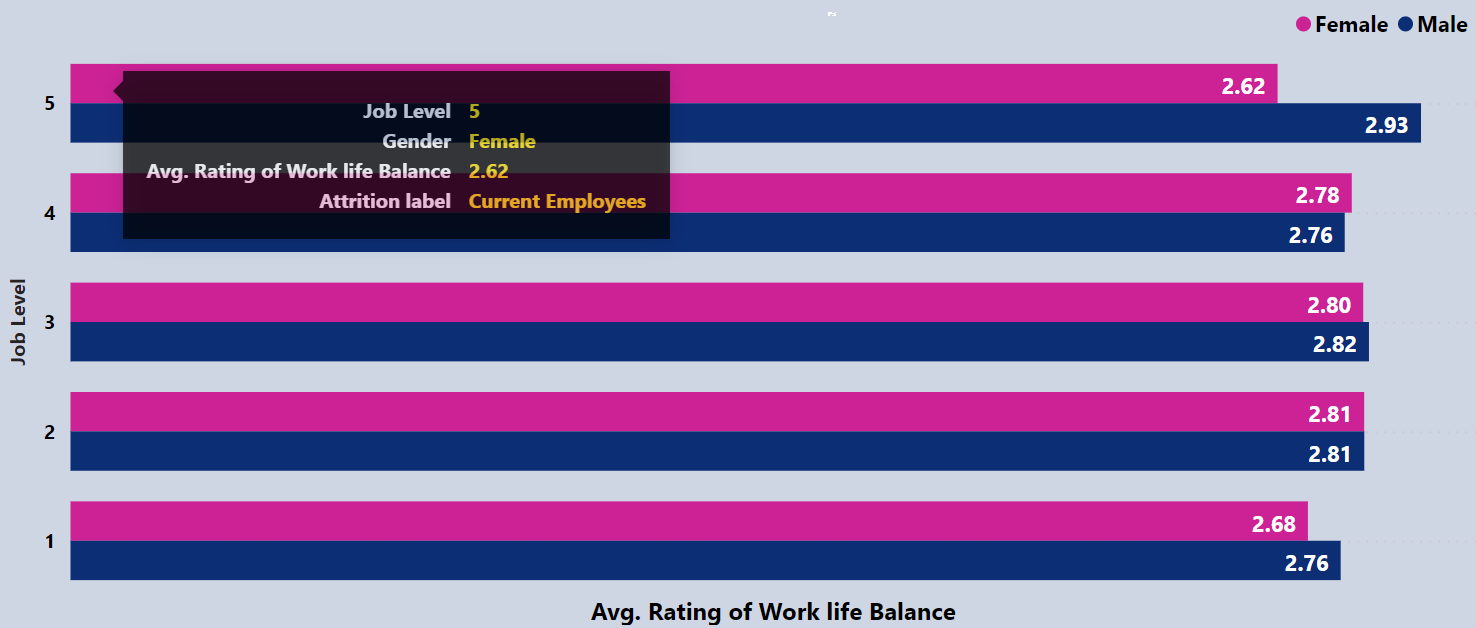 Female Male
5
2.62
2.93
Job Level 5
Gender Female
Avg. Rating of Work life Balance 2.62
Attrition label Current Employees
4
2.78
2.76
Job Level
3
2.80
2.82
2
2.81
2.81
1
2.68
2.76
Avg. Rating of Work life Balance